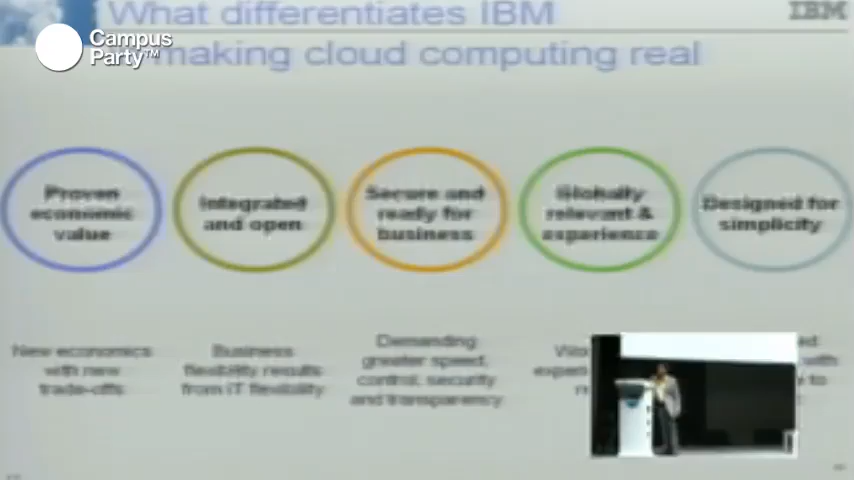 What differentiates IBM
IBM
Campus
Party™
making cloud computing real
Proven
economic
value
Integrated
and open
Secure and
ready for
business
Globally
relevant &
experience
Designed for
simplicity
New economics
with new
trade-offs
Business
flexibility results
from IT flexibility
Demanding
greater speed,
control, security
and transparency